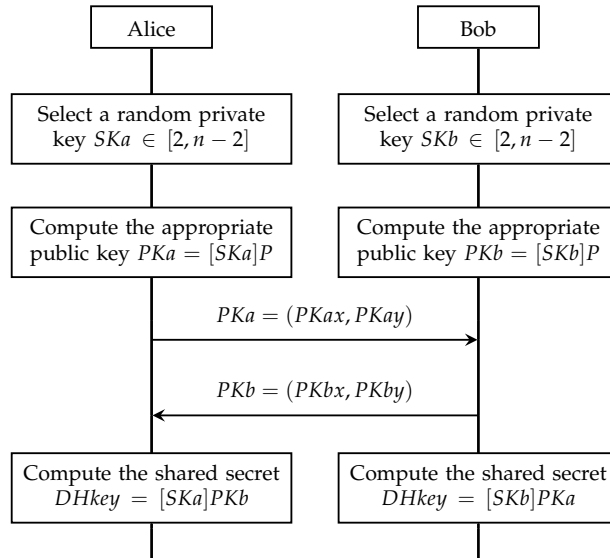 Alice
Bob
Select a random private
key SKa ∈ [2, n − 2]
Select a random private
key SKb ∈ [2, n − 2]
Compute the appropriate
public key PKa = [SKa]P
Compute the appropriate
public key PKb = [SKb]P
PKa = (PKax, PKay)
PKb = (PKbx, PKby)
Compute the shared secret
DHkey = [SKa]PKb
Compute the shared secret
DHkey = [SKb]PKa